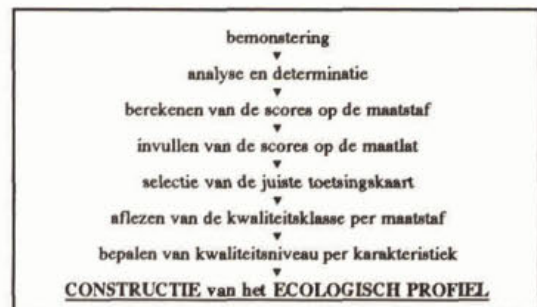 bemonstering
analyse en determinatie
berekenen van de scores op de maatstaf
invullen van de scores op de maatlat
selectie van de juiste toetsingskaart
aflezen van de kwaliteitsklasse per maatstaf
bepalen van kwaliteitsniveau per karakteristiek
CONSTRUCTIE van het ECOLOGISCH PROFIEL